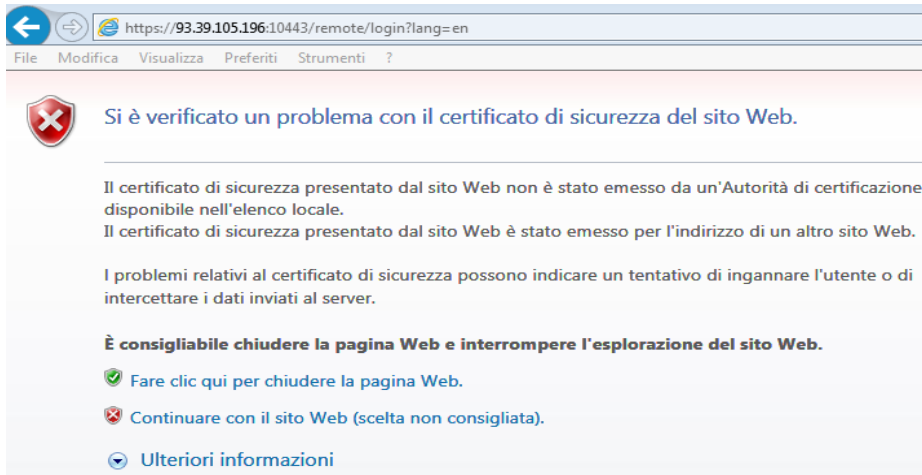 https://93.39.105.196:10443/remote/login?lang=en
File Modifica Visualizza Preferiti Strumenti ?
Si è verificato un problema con il certificato di sicurezza del sito Web.
Il certificato di sicurezza presentato dal sito Web non è stato emesso da un'Autorità di certificazione
disponibile nell'elenco locale.
Il certificato di sicurezza presentato dal sito Web è stato emesso per l'indirizzo di un altro sito Web.
I problemi relativi al certificato di sicurezza possono indicare un tentativo di ingannare l'utente o di
intercettare i dati inviati al server.
È consigliabile chiudere la pagina Web e interrompere l'esplorazione del sito Web.
Fare clic qui per chiudere la pagina Web.
Continuare con il sito Web (scelta non consigliata).
Ulteriori informazioni